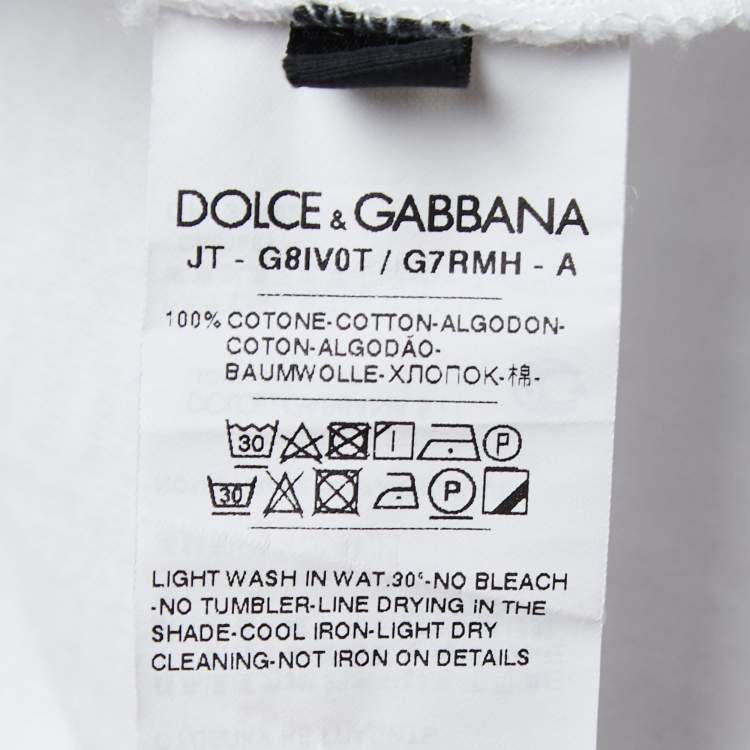 DOLCE & GABBANA
JT - G8IV0T / G7RMH - A
100% COTONE-COTTON-ALGODON-
COTON-ALGODÃO-
BAUMWOLLE-ХЛОПОК-棉-
30 P
30 P
LIGHT WASH IN WAT.30°-NO BLEACH
-NO TUMBLER-LINE DRYING IN THE
SHADE-COOL IRON-LIGHT DRY
CLEANING-NOT IRON ON DETAILS